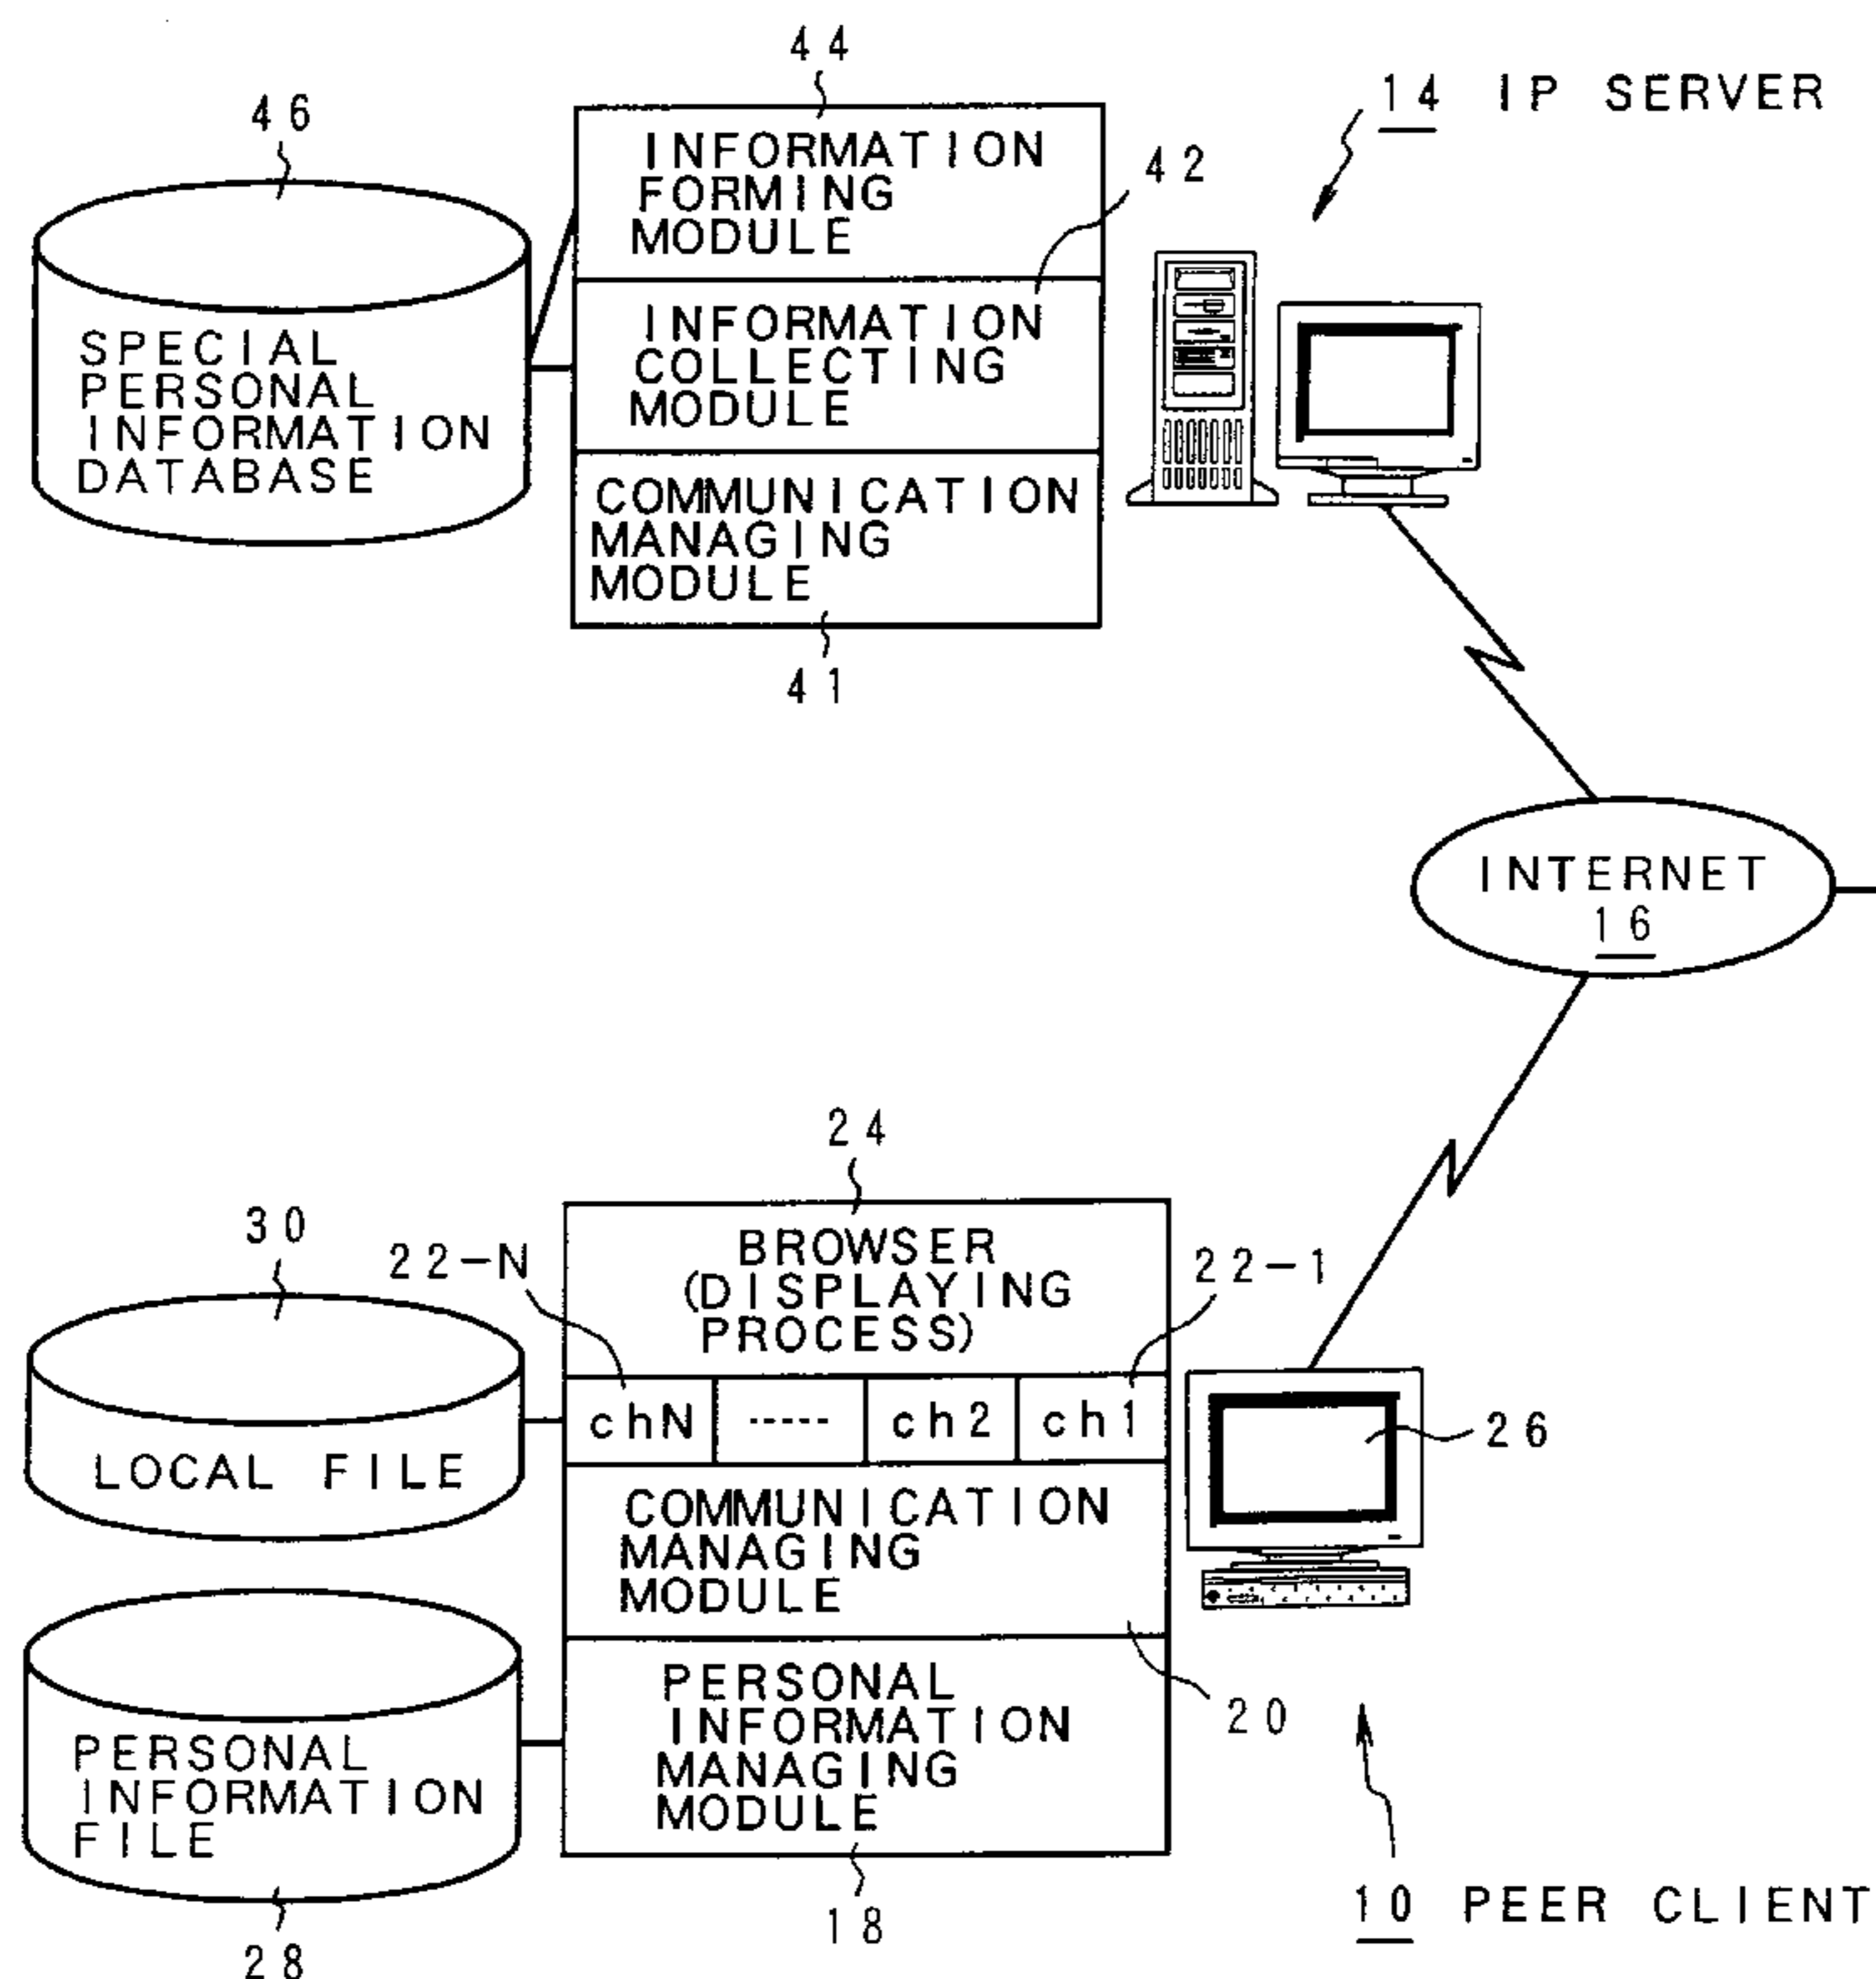 44
14 IP SERVER
46
INFORMATION
FORMING
MODULE
42
INFORMATION
COLLECTING
MODULE
SPECIAL
PERSONAL
INFORMATION
DATABASE
COMMUNICATION
MANAGING
MODULE
41
INTERNET
16
24
30
22-N
BROWSER
(DISPLAYING
PROCESS)
22-1
chN
-----
ch2
ch1
26
LOCAL FILE
COMMUNICATION
MANAGING
MODULE
PERSONAL
INFORMATION
MANAGING
MODULE
20
PERSONAL
INFORMATION
FILE
18
10 PEER CLIENT
28